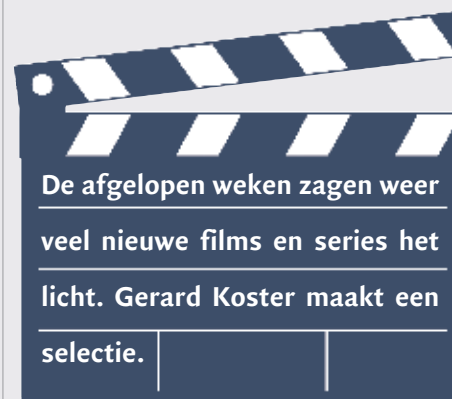 De afgelopen weken zagen weer
veel nieuwe films en series het
licht. Gerard Koster maakt een
selectie.